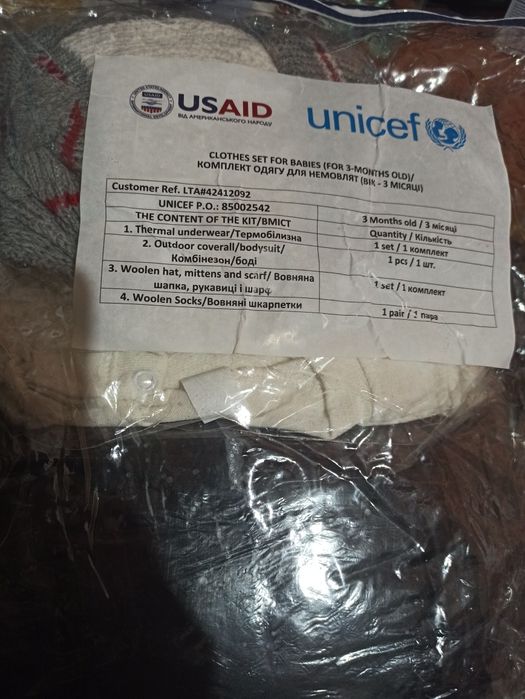 USAID
ВІД АМЕРИКАНСЬКОГО НАРОДУ
unicef
CLOTHES SET FOR BABIES (FOR 3-MONTHS OLD)/
КОМПЛЕКТ ОДЯГУ ДЛЯ НЕМОВЛЯТ (ВІК - 3 МІСЯЦІ)
Customer Ref. LTA#42412092
UNICEF P.O.: 85002542 3 Months old / 3 місяці
THE CONTENT OF THE KIT/ВМІСТ Quantity / Кількість
1. Thermal underwear/Термобілизна 1 set / 1 комплект
2. Outdoor coverall/bodysuit/ 1 pcs / 1 шт.
Комбінезон/боді
3. Woolen hat, mittens and scarf/ Вовняна 1 set / 1 комплект
шапка, рукавиці і шарф
4. Woolen Socks/Вовняні шкарпетки 1 pair / 1 пара